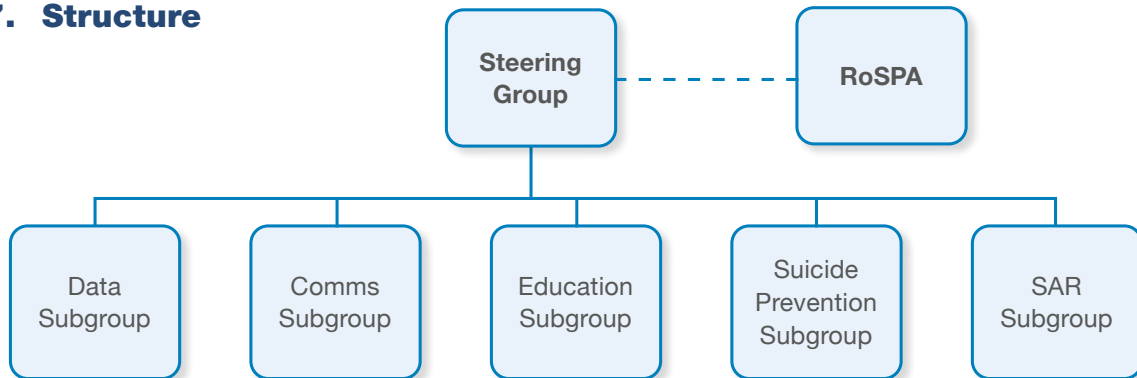 7. Structure
Steering
Group
RoSPA
Data
Subgroup
Comms
Subgroup
Education
Subgroup
Suicide
Prevention
Subgroup
SAR
Subgroup